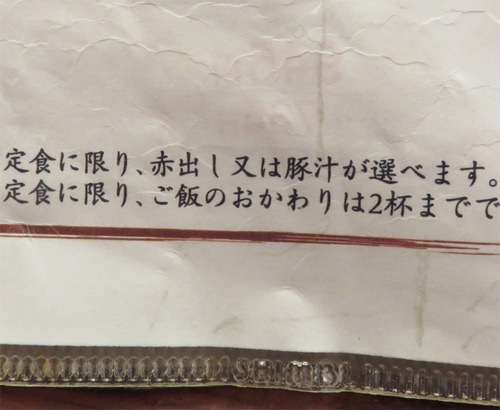 定食に限り、赤出し又は豚汁が選べます。
定食に限り、ご飯のおかわりは2杯までで